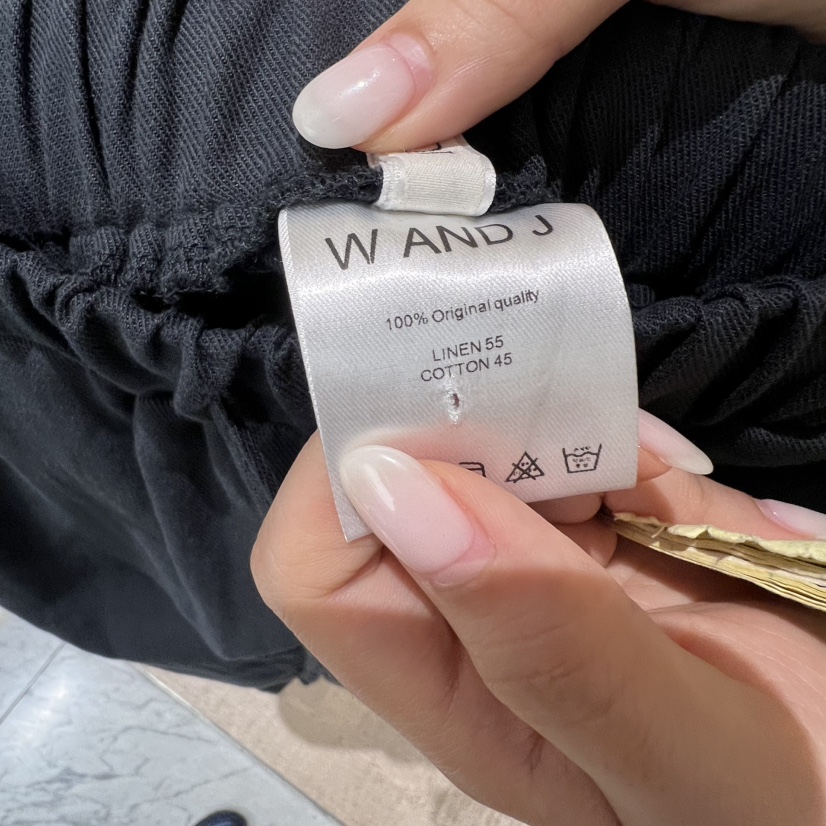 W AND J
100% Original quality
LINEN 55
COTTON 45